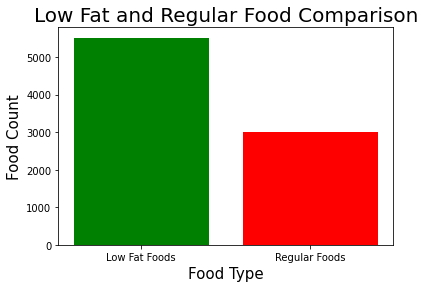 Low Fat and Regular Food Comparison
Food Count
5000
4000
3000
2000
1000
0
Low Fat Foods
Regular Foods
Food Type